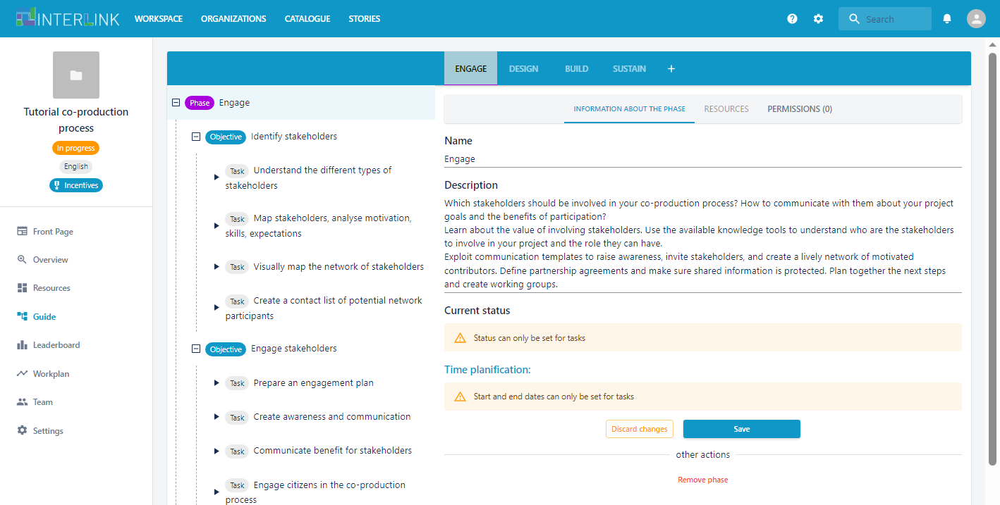 INTERLINK
WORKSPACE
ORGANIZATIONS
CATALOGUE
STORIES
Search
Tutorial co-production
process
In progress
English
Incentives
Front Page
Overview
Resources
Guide
Leaderboard
Workplan
Team
Settings
ENGAGE
DESIGN
BUILD
SUSTAIN
+
Phase Engage
Objective Identify stakeholders
Task Understand the different types of
stakeholders
Task Map stakeholders, analyse motivation,
skills, expectations
Task Visually map the network of stakeholders
Task Create a contact list of potential network
participants
Objective Engage stakeholders
Task Prepare an engagement plan
Task Create awareness and communication
Task Communicate benefit for stakeholders
Task Engage citizens in the co-production
process
INFORMATION ABOUT THE PHASE
RESOURCES
PERMISSIONS (0)
Name
Engage
Description
Which stakeholders should be involved in your co-production process? How to communicate with them about your project
goals and the benefits of participation?
Learn about the value of involving stakeholders. Use the available knowledge tools to understand who are the stakeholders
to involve in your project and the role they can have.
Exploit communication templates to raise awareness, invite stakeholders, and create a lively network of motivated
contributors. Define partnership agreements and make sure shared information is protected. Plan together the next steps
and create working groups.
Current status
Status can only be set for tasks
Time planification:
Start and end dates can only be set for tasks
Discard changes
Save
other actions
Remove phase